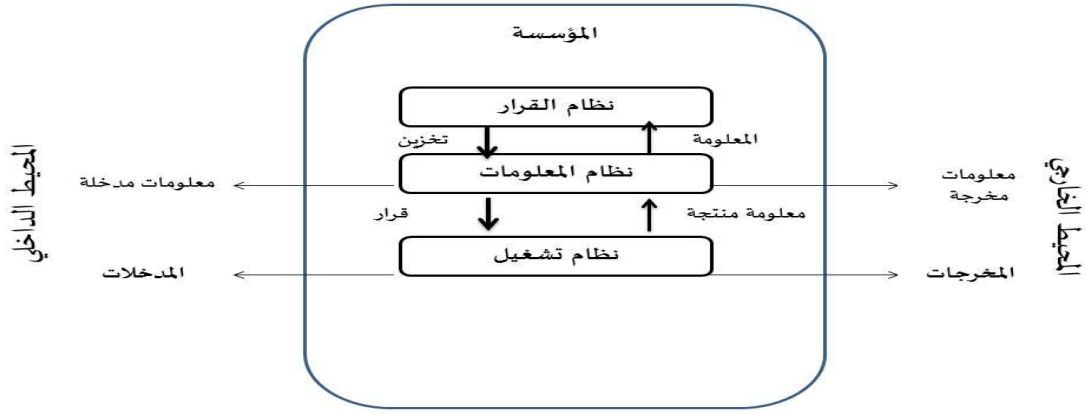 المؤسسة
نظام القرار
المعلومة
تخزين
نظام المعلومات
معلومات
مخرجة
معلومات مدخلة
معلومة منتجة
قرار
نظام تشغيل
المخرجات
المدخلات
المحيط الخارجي
المحيط الداخلي